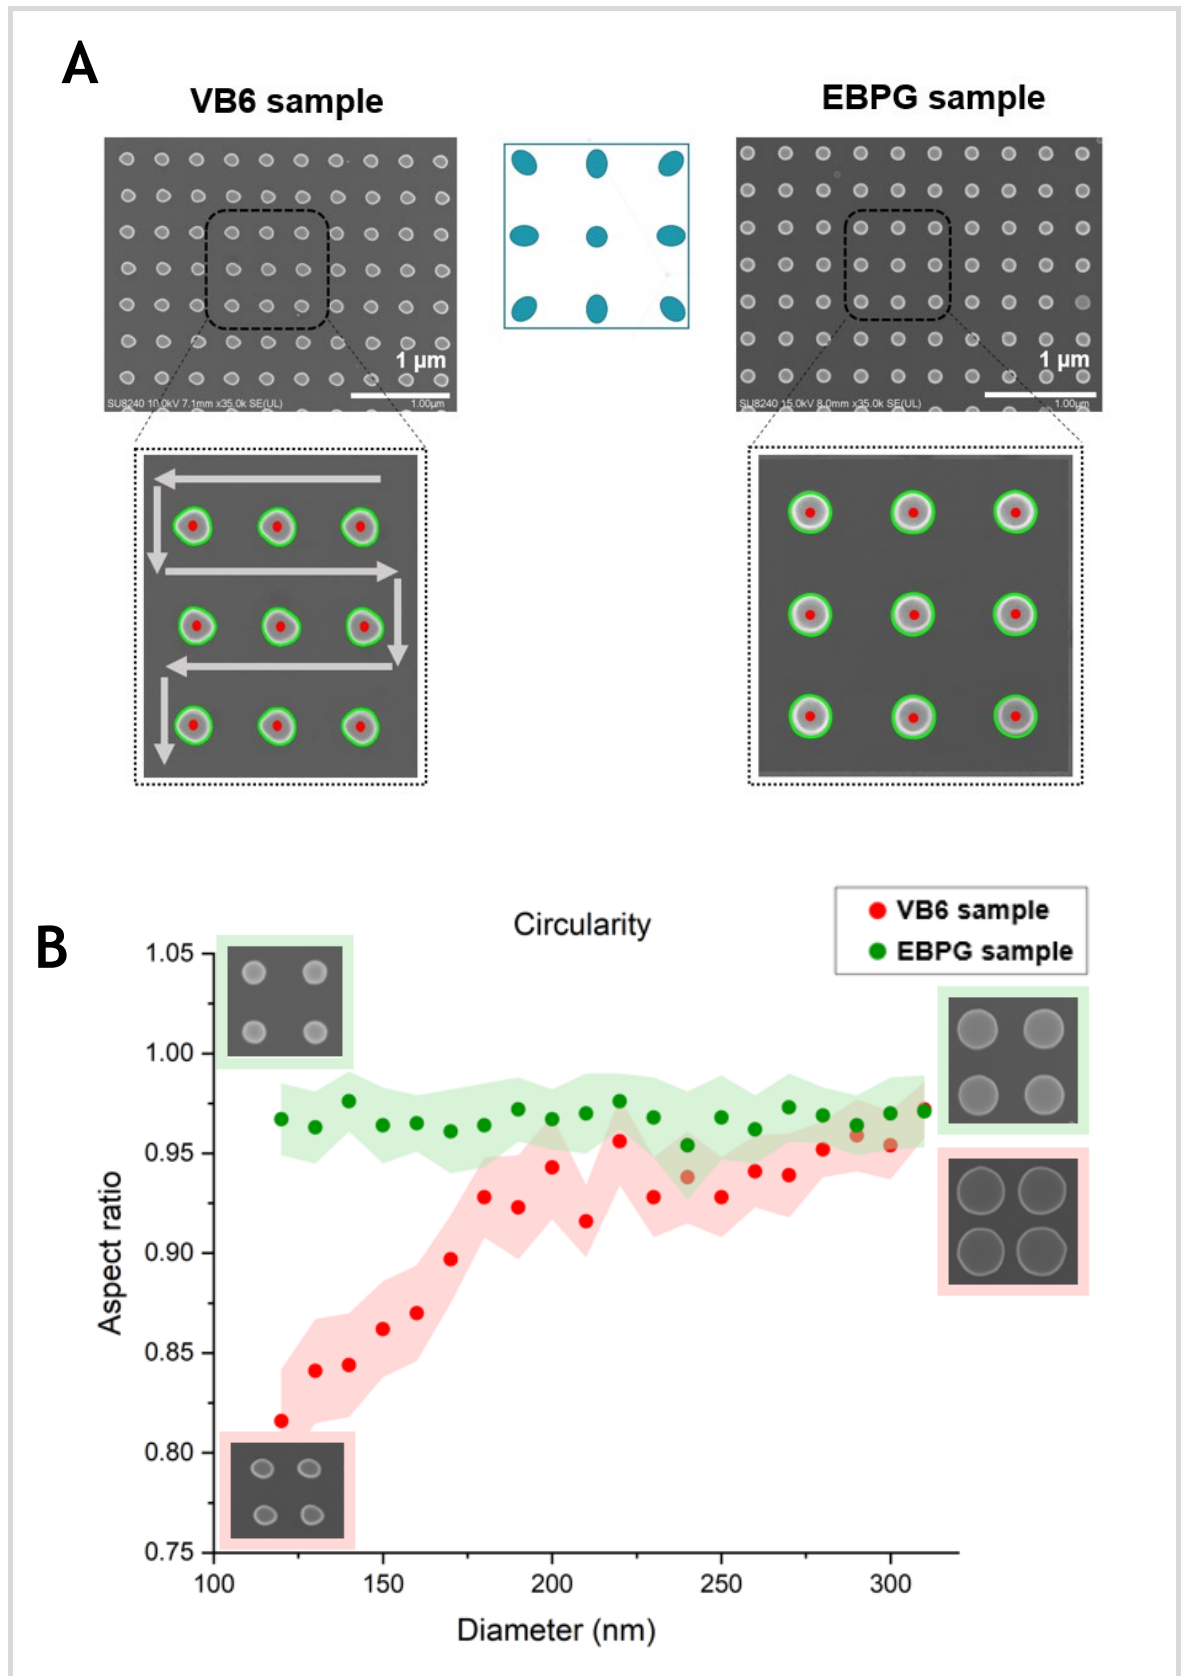 A
VB6 sample
EBPG sample
1 µm
SU8240 10.0kV 7.1mm x35.0k SE(UL)
1.00µm
1 µm
SU8240 15.0kV 8.0mm x35.0k SE(UL)
1.00µm
B
Circularity
VB6 sample
EBPG sample
1.05
1.00
0.95
0.90
0.85
0.80
0.75
Aspect ratio
100
150
200
250
300
Diameter (nm)